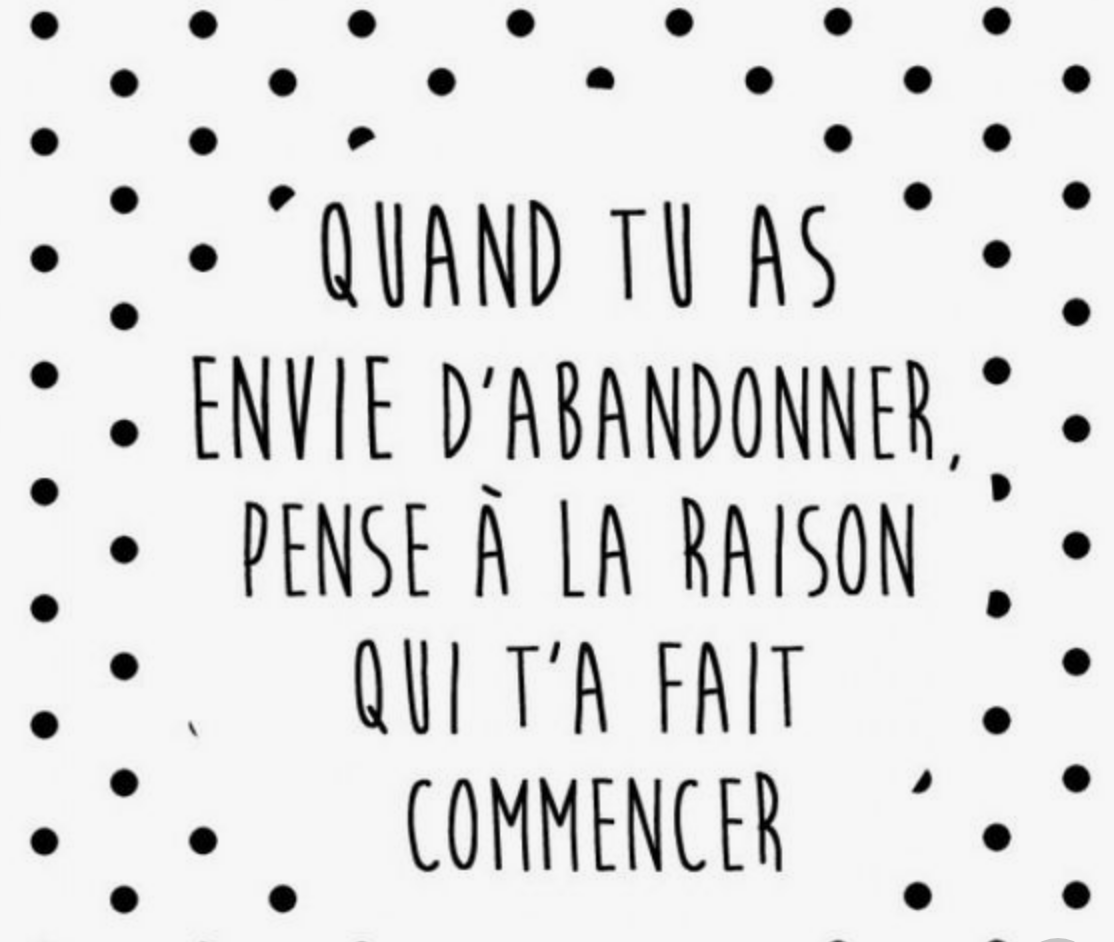 QUAND TU AS
ENVIE D'ABANDONNER,
PENSE À LA RAISON
QUI T'A FAIT
COMMENCER